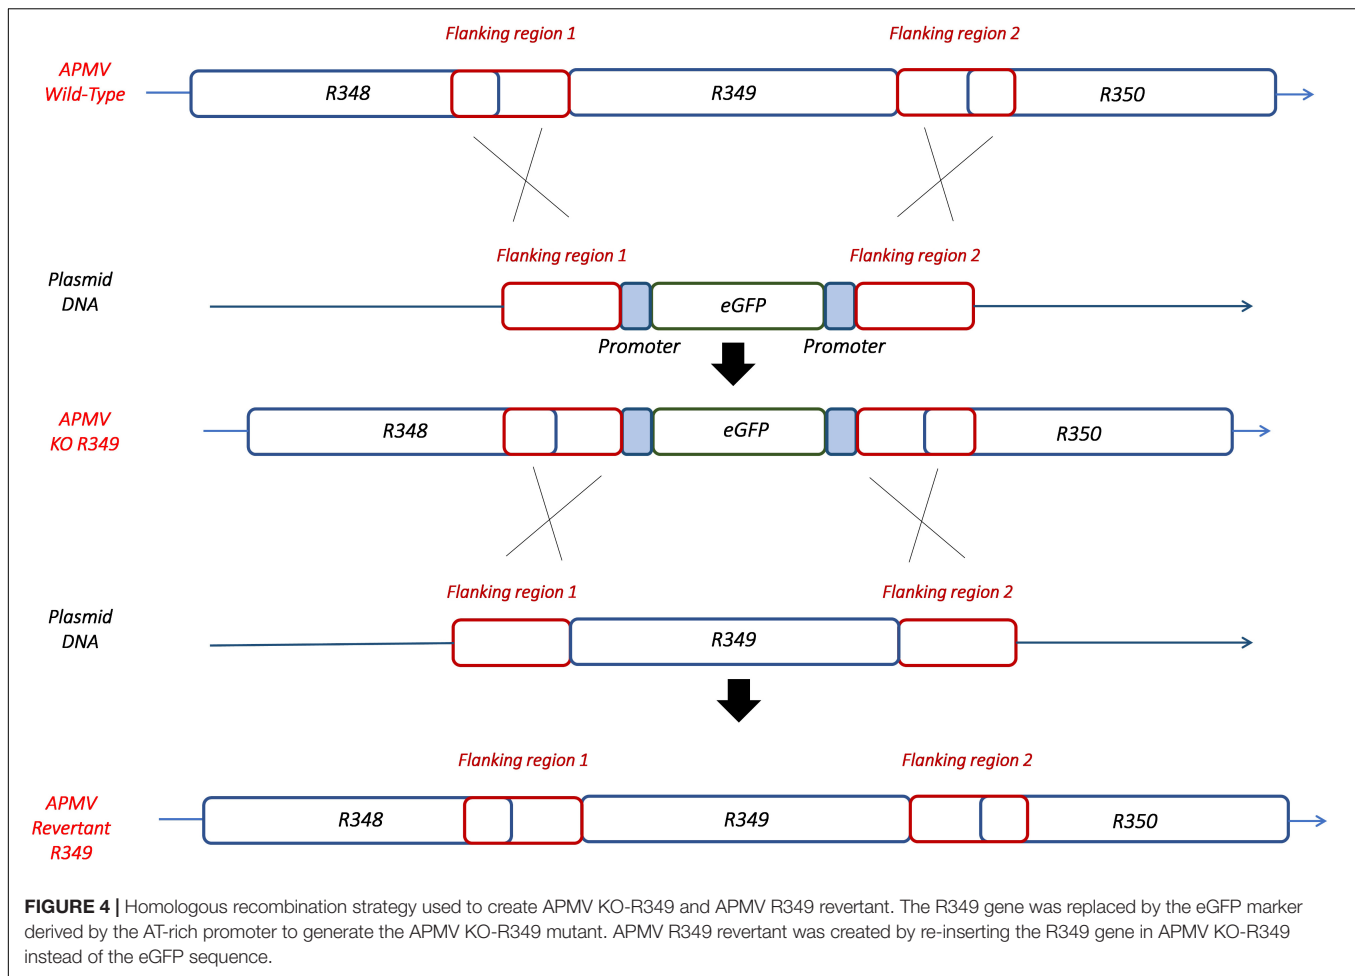 Flanking region 1
Flanking region 2
APMV
Wild-Type
R348
R349
R350
Flanking region 1
Flanking region 2
Plasmid
DNA
eGFP
Promoter
Promoter
APMV
KO R349
R348
eGFP
R350
Flanking region 1
Flanking region 2
Plasmid
DNA
R349
Flanking region 1
Flanking region 2
APMV
Revertant
R349
R348
R349
R350
FIGURE 4 | Homologous recombination strategy used to create APMV KO-R349 and APMV R349 revertant. The R349 gene was replaced by the eGFP marker
derived by the AT-rich promoter to generate the APMV KO-R349 mutant. APMV R349 revertant was created by re-inserting the R349 gene in APMV KO-R349
instead of the eGFP sequence.